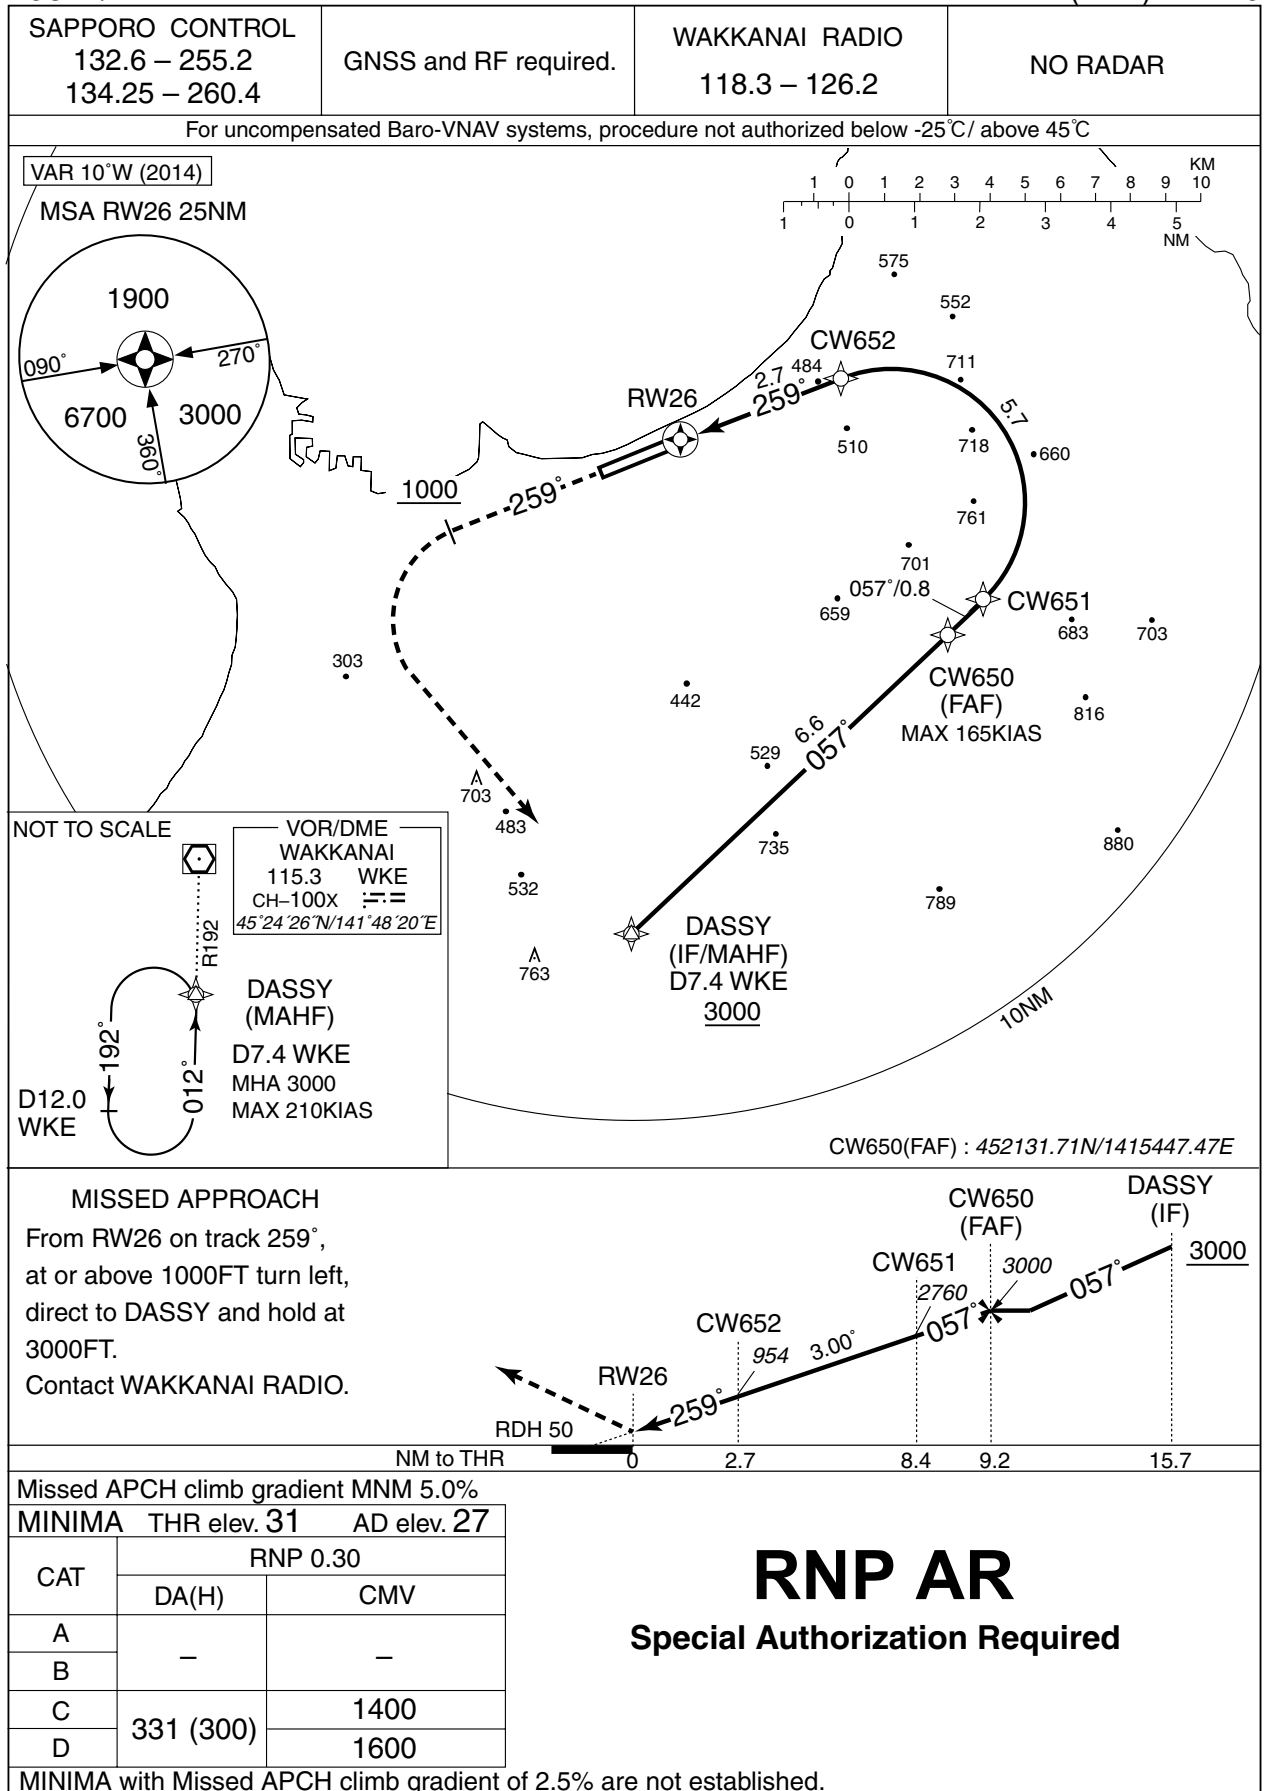 SAPPORO CONTROL
132.6 – 255.2
134.25 – 260.4
GNSS and RF required.
WAKKANAI RADIO
118.3 – 126.2
NO RADAR
For uncompensated Baro-VNAV systems, procedure not authorized below -25℃/ above 45℃
VAR 10˚W (2014)
MSA RW26 25NM
1900
090˚
270˚
6700
3000
360˚
KM
1 0 1 2 3 4 5 6 7 8 9 10
1 0 1 2 3 4 5
NM
575
552
CW652
711
484
2.7
259˚
RW26
5.7
510
718
660
1000
259˚
761
701
057˚/0.8
CW651
659
683
703
303
442
CW650
(FAF)
MAX 165KIAS
816
6.6
057˚
529
703
483
735
880
532
789
763
DASSY
(IF/MAHF)
D7.4 WKE
3000
10NM
NOT TO SCALE
VOR/DME
WAKKANAI
115.3 WKE
CH–100X
45˚24´26˝N/141˚48´20˝E
R192
DASSY
(MAHF)
192˚
012˚
D7.4 WKE
MHA 3000
MAX 210KIAS
D12.0
WKE
CW650(FAF) : 452131.71N/1415447.47E
MISSED APPROACH
From RW26 on track 259˚,
at or above 1000FT turn left,
direct to DASSY and hold at
3000FT.
Contact WAKKANAI RADIO.
DASSY
(IF)
CW650
(FAF)
3000
CW651
3000
2760
057˚
057˚
CW652
954
3.00˚
RW26
259˚
RDH 50
NM to THR
0 2.7 8.4 9.2 15.7
Missed APCH climb gradient MNM 5.0%
MINIMA THR elev. 31 AD elev. 27
CAT
RNP 0.30
DA(H) CMV
A
B
– –
C
D
331 (300)
1400
1600
RNP AR
Special Authorization Required
MINIMA with Missed APCH climb gradient of 2.5% are not established.